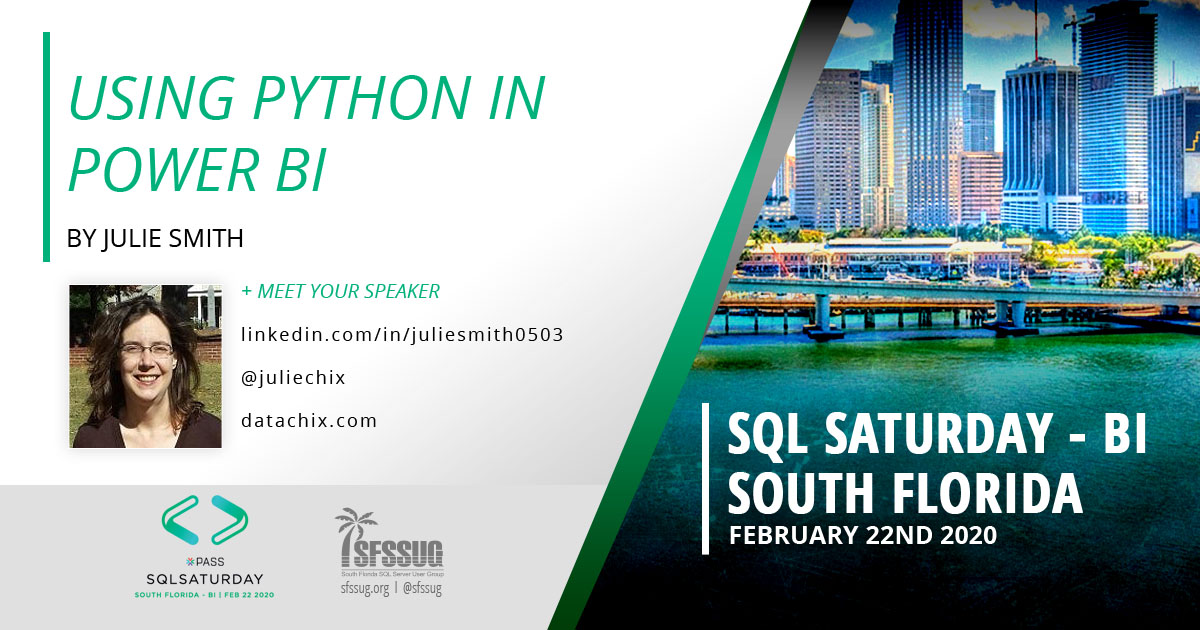 USING PYTHON IN
POWER BI
BY JULIE SMITH
+ MEET YOUR SPEAKER
linkedin.com/in/juliesmith0503
@juliechix
datachix.com
PASS
SQLSATURDAY
SOUTH FLORIDA - BI | FEB 22 2020
SFSSUG
South Florida SQL Server User Group
sfssug.org | @sfssug
SQL SATURDAY - BI
SOUTH FLORIDA
FEBRUARY 22ND 2020